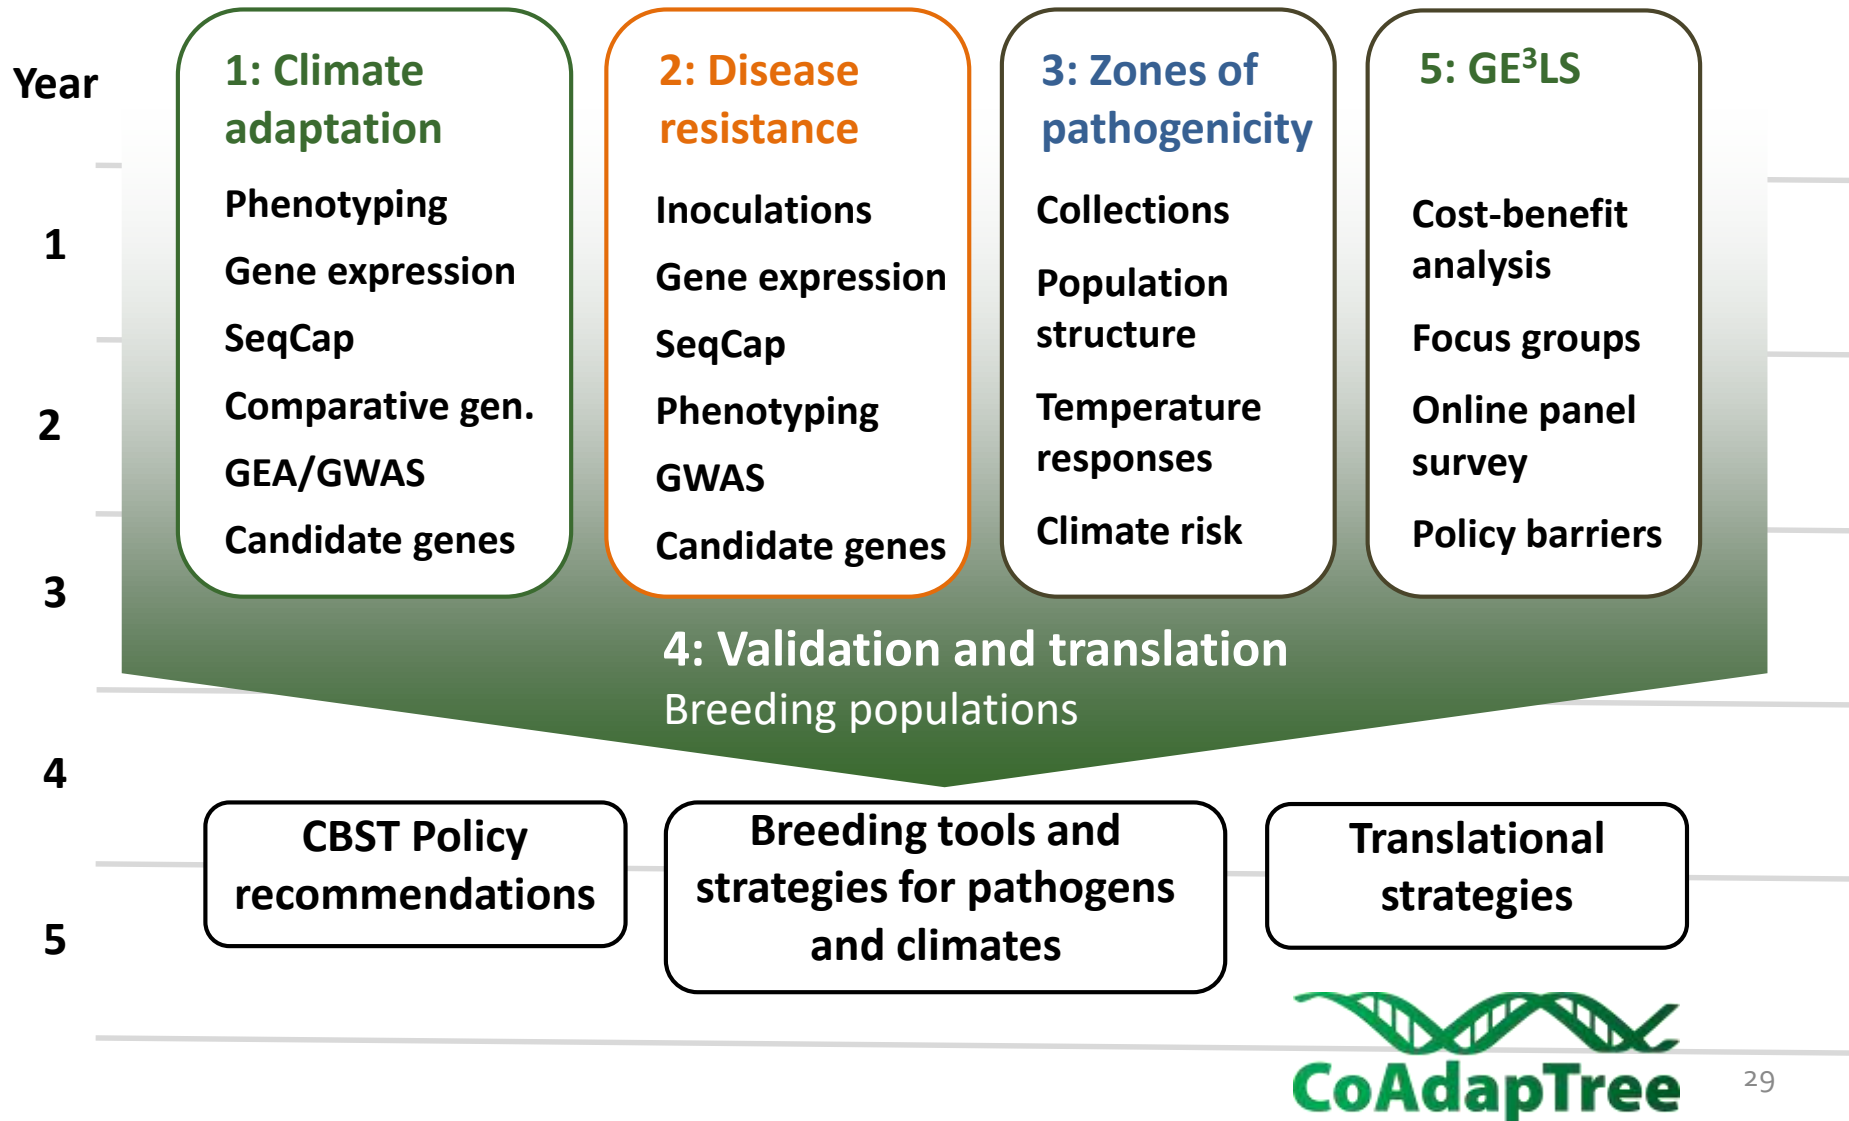 Year
1
2
3
4
5
1: Climate
adaptation
Phenotyping
Gene expression
SeqCap
Comparative gen.
GEA/GWAS
Candidate genes
2: Disease
resistance
Inoculations
Gene expression
SeqCap
Phenotyping
GWAS
Candidate genes
3: Zones of
pathogenicity
Collections
Population
structure
Temperature
responses
Climate risk
5: GE³LS
Cost-benefit
analysis
Focus groups
Online panel
survey
Policy barriers
4: Validation and translation
Breeding populations
CBST Policy
recommendations
Breeding tools and
strategies for pathogens
and climates
Translational
strategies
CoAdapTree
29